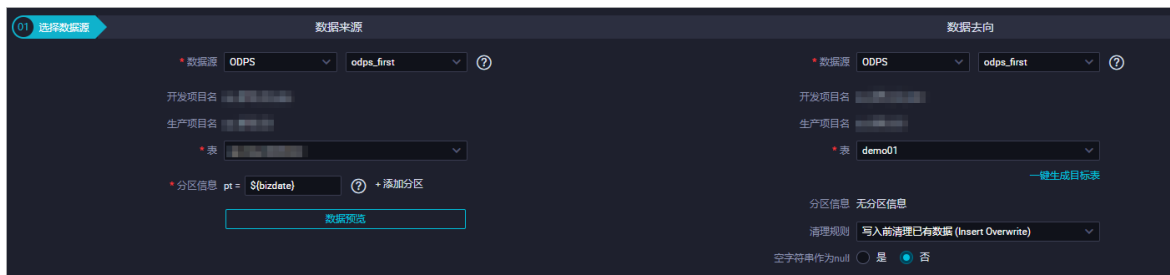 01 选择数据源 数据来源 数据去向
* 数据源 ODPS odps_first ? * 数据源 ODPS odps_first ?
开发项目名 开发项目名
生产项目名 生产项目名
* 表 * 表 demo01
一键生成目标表
* 分区信息 pt = ${bizdate} ? + 添加分区
分区信息 无分区信息
数据预览
清理规则 写入前清理已有数据 (Insert Overwrite)
空字符串作为null 是 否